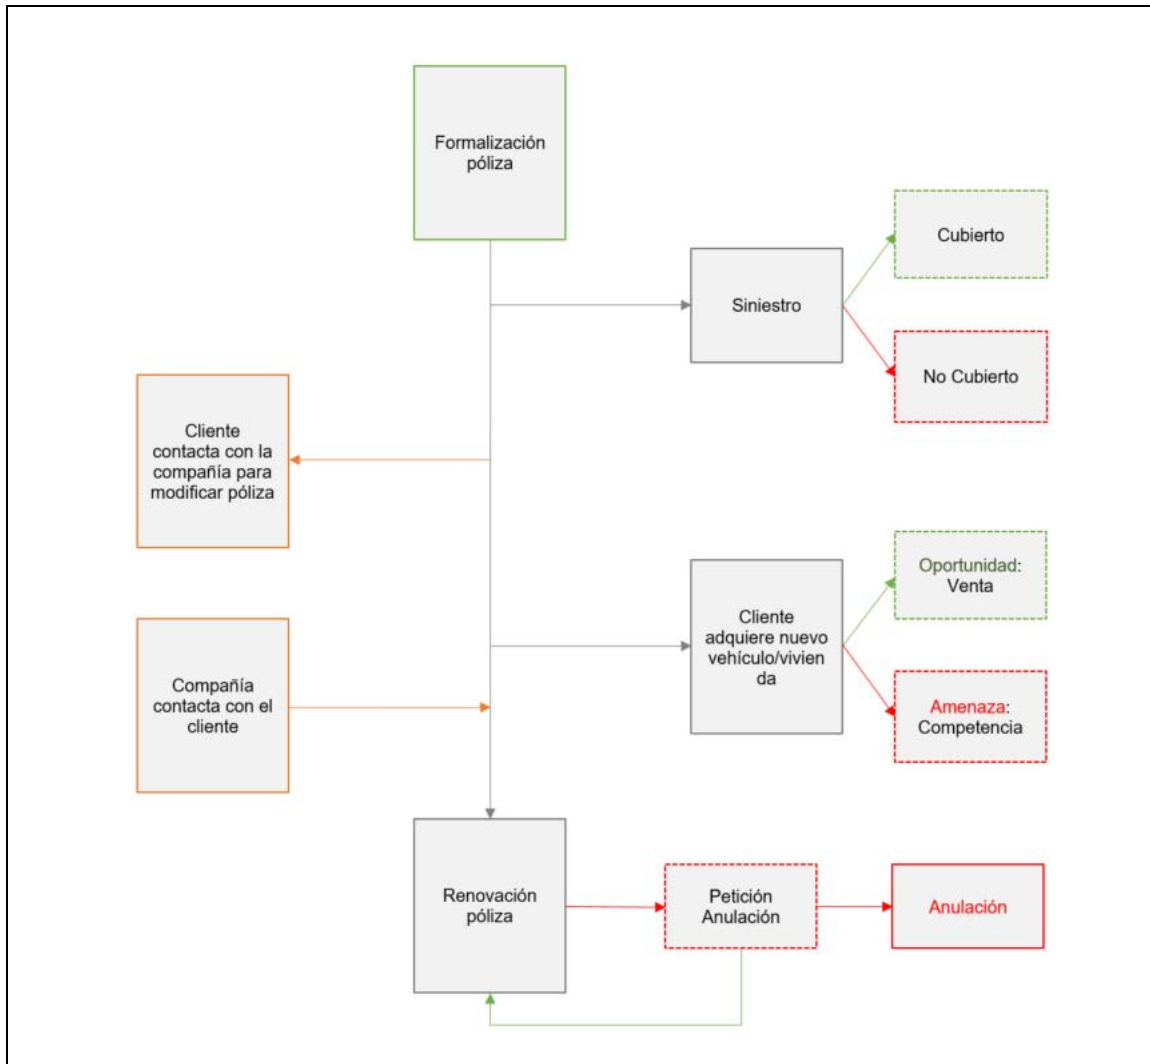 Formalización
póliza
Cubierto
Siniestro
No Cubierto
Cliente
contacta con la
compañía para
modificar póliza
Oportunidad:
Venta
Cliente
adquiere nuevo
vehículo/vivien
da
Compañía
contacta con el
cliente
Amenaza:
Competencia
Renovación
póliza
Petición
Anulación
Anulación